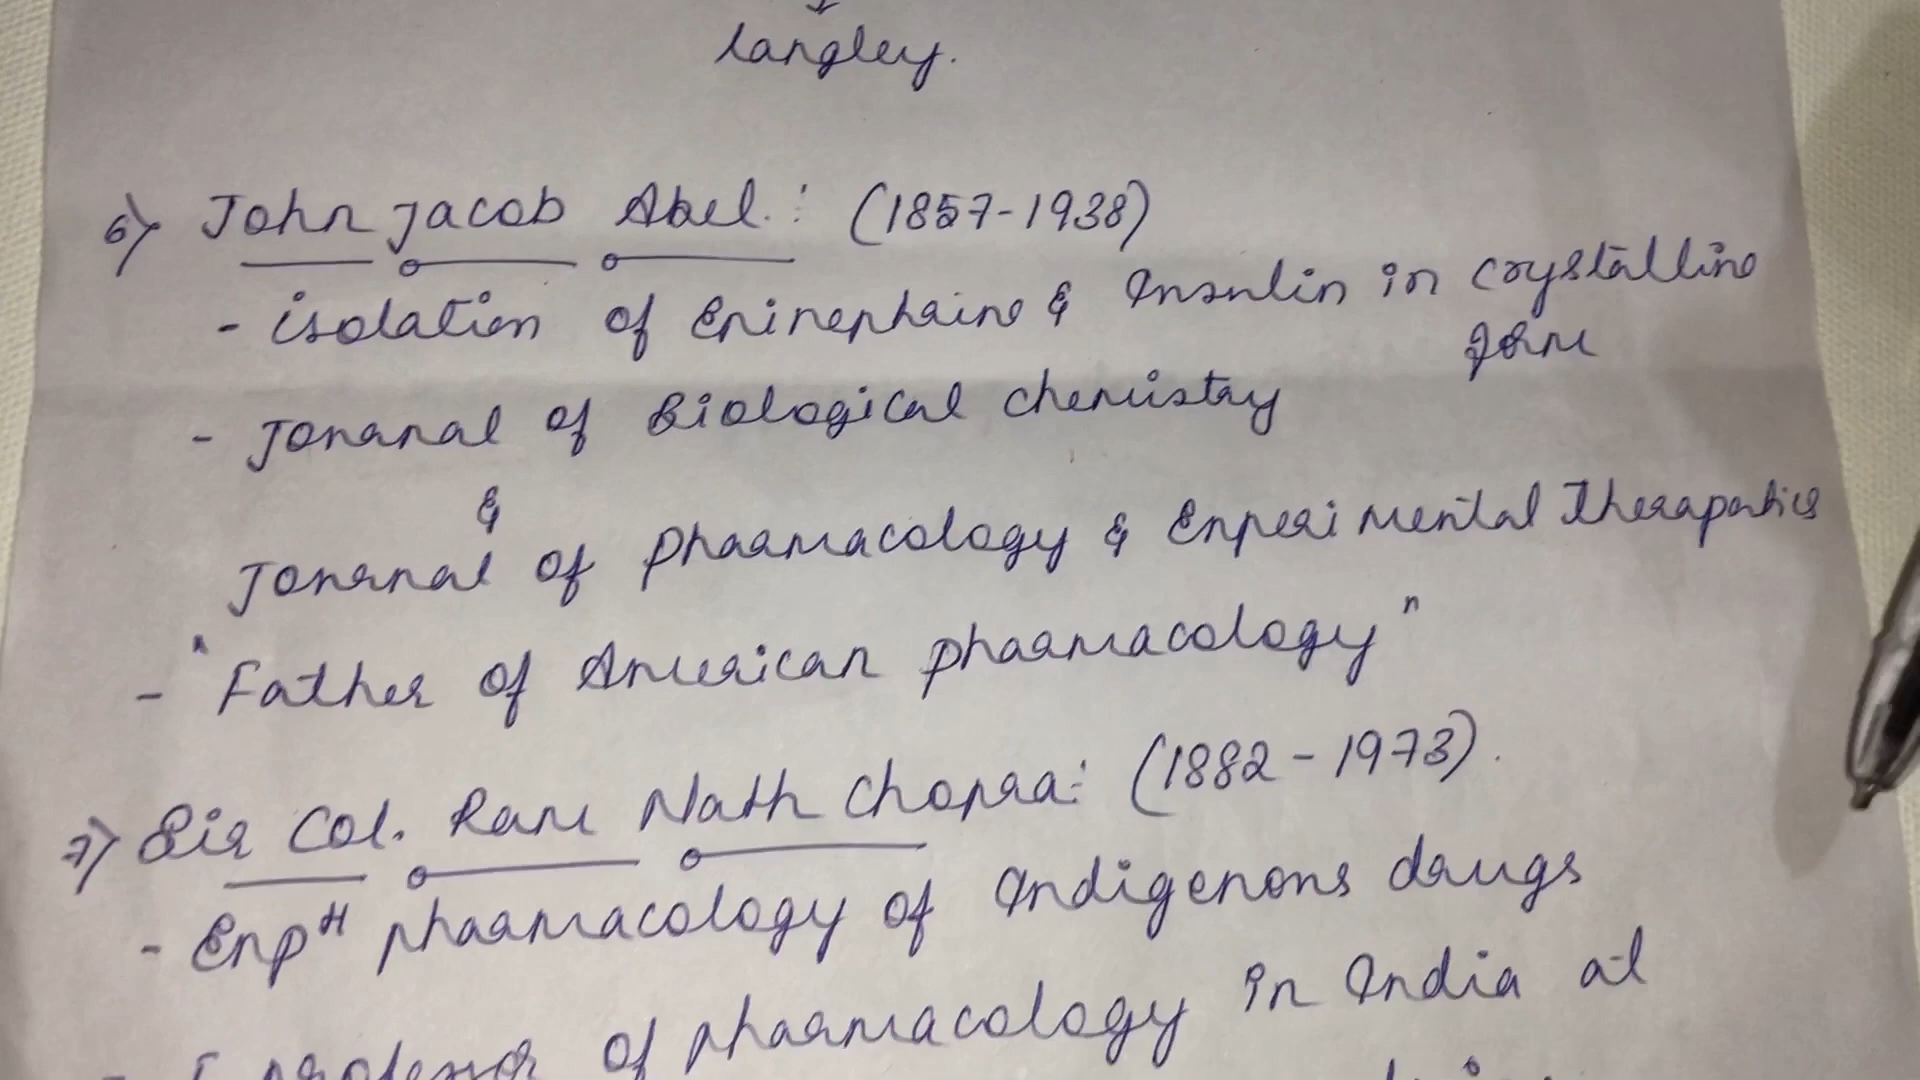 Langley.
6) John Jacob Abel : (1857-1938)
- isolation of Epinephrine & Insulin in crystalline
form
- Journal of Biological chemistry
&
Journal of pharmacology & Experimental Therapeutics
- "Father of American pharmacology"
7) Sir Col. Ram Nath Chopra : (1882 - 1973).
- Exptl pharmacology of Indigenous drugs
- I professor of pharmacology in India at